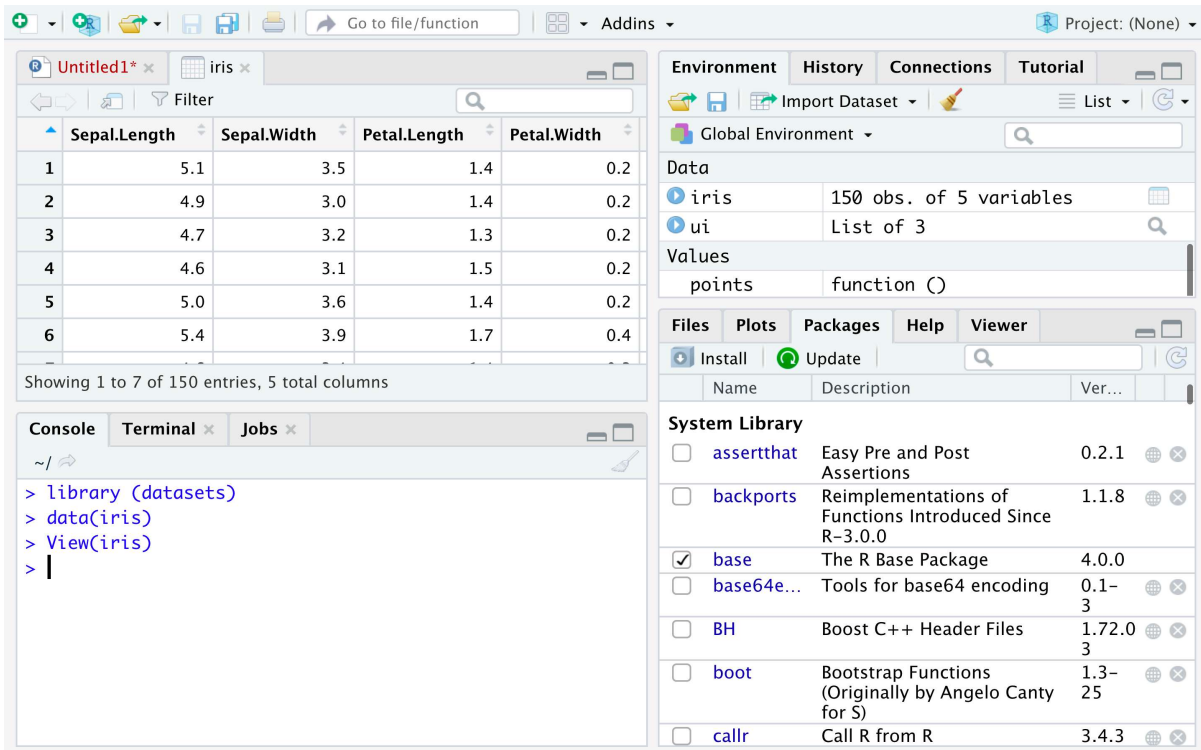 Go to file/function
Addins
Project: (None)
Untitled1*
iris
Filter
Sepal.Length Sepal.Width Petal.Length Petal.Width
1 5.1 3.5 1.4 0.2
2 4.9 3.0 1.4 0.2
3 4.7 3.2 1.3 0.2
4 4.6 3.1 1.5 0.2
5 5.0 3.6 1.4 0.2
6 5.4 3.9 1.7 0.4
Showing 1 to 7 of 150 entries, 5 total columns
Console Terminal Jobs
~/
> library (datasets)
> data(iris)
> View(iris)
>
Environment History Connections Tutorial
Import Dataset List
Global Environment
Data
iris 150 obs. of 5 variables
ui List of 3
Values
points function ()
Files Plots Packages Help Viewer
Install Update
Name Description Ver...
System Library
assertthat Easy Pre and Post 0.2.1
Assertions
backports Reimplementations of 1.1.8
Functions Introduced Since
R-3.0.0
base The R Base Package 4.0.0
base64e... Tools for base64 encoding 0.1-
3
BH Boost C++ Header Files 1.72.0
3
boot Bootstrap Functions 1.3-
(Originally by Angelo Canty 25
for S)
callr Call R from R 3.4.3